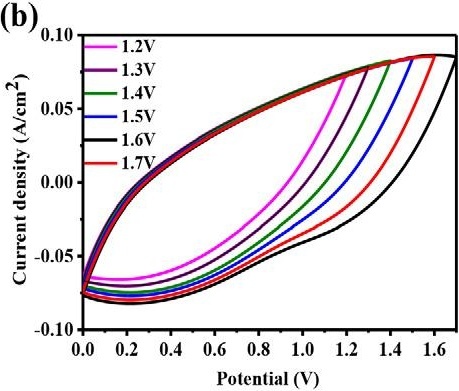 (b)
0.10
0.05
0.00
-0.05
-0.10
Current density (A/cm²)
1.2V
1.3V
1.4V
1.5V
1.6V
1.7V
0.0 0.2 0.4 0.6 0.8 1.0 1.2 1.4 1.6
Potential (V)